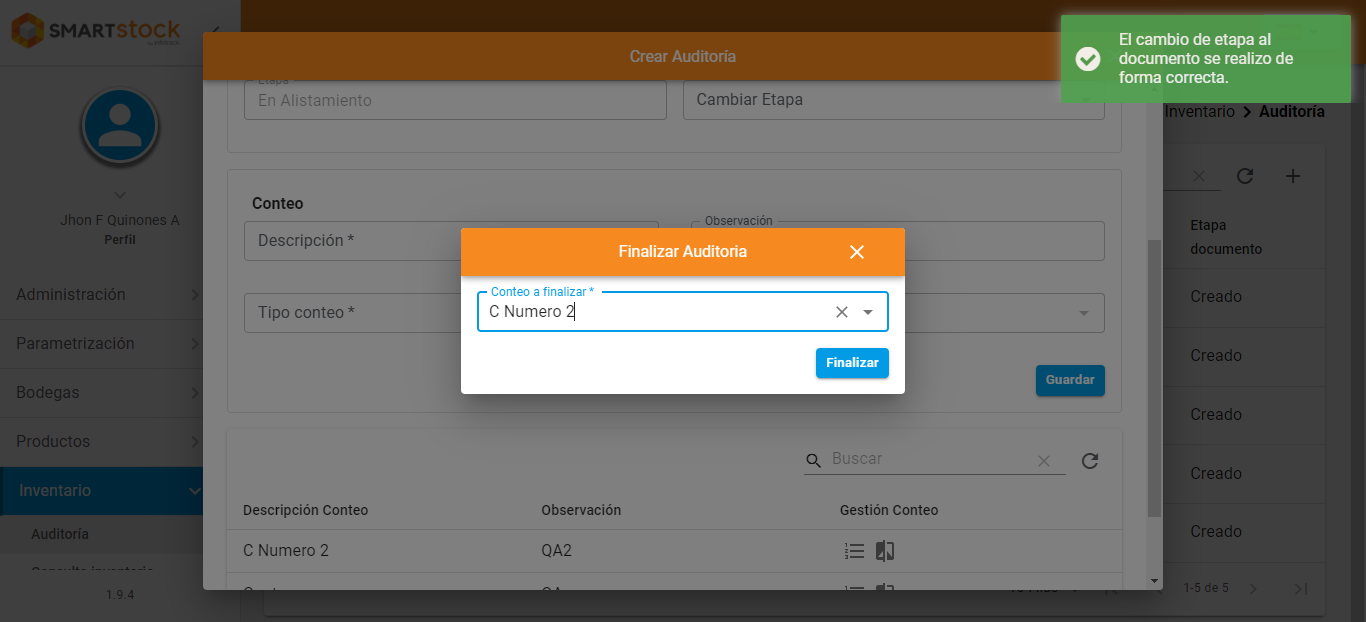 SMARTstock
Crear Auditoría
El cambio de etapa al
documento se realizo de
forma correcta.
Etapa
En Alistamiento
Cambiar Etapa
Inventario > Auditoría
Jhon F Quinones A
Perfil
Conteo
Descripción *
Observación
Etapa
documento
Finalizar Auditoria
Conteo a finalizar *
C Numero 2
Finalizar
Tipo conteo *
Guardar
Administración
Parametrización
Bodegas
Productos
Inventario
Auditoría
Consulta inventario
1.9.4
Creado
Creado
Creado
Creado
Creado
Buscar
Descripción Conteo
Observación
Gestión Conteo
C Numero 2
QA2
1-5 de 5